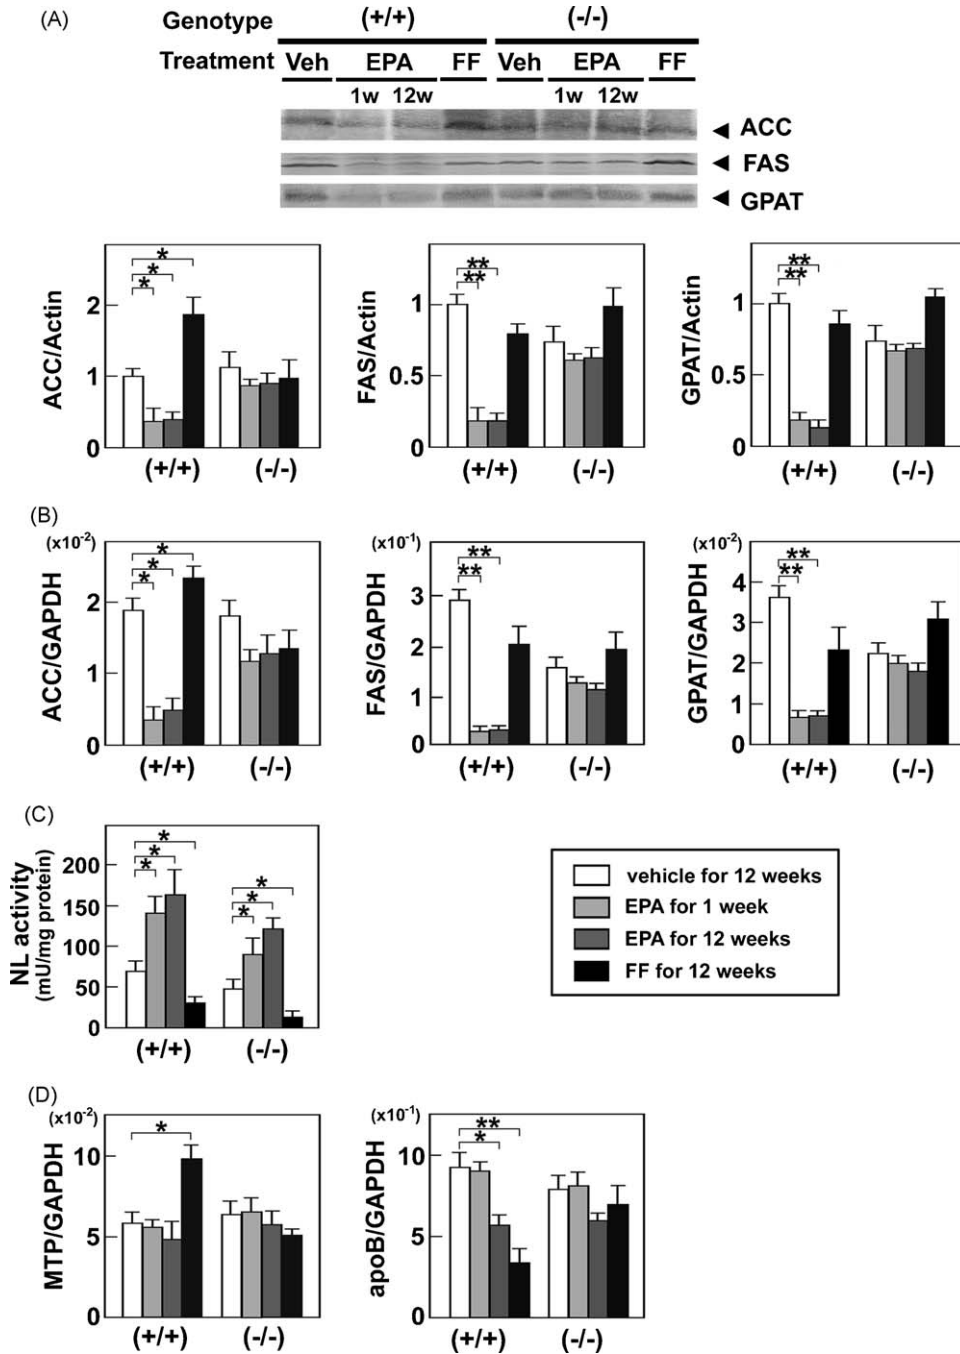 (A)
Genotype (+/+) (-/-)
Treatment Veh EPA FF Veh EPA FF
1w 12w 1w 12w
◄ ACC
◄ FAS
◄ GPAT
ACC/Actin
2
1
0
* * *
(+/+) (-/-)
FAS/Actin
1
0.5
0
** **
(+/+) (-/-)
GPAT/Actin
1
0.5
0
** **
(+/+) (-/-)
(B)
(x10-2)
ACC/GAPDH
2
1
0
* * *
(+/+) (-/-)
(x10-1)
FAS/GAPDH
3
2
1
0
** **
(+/+) (-/-)
(x10-2)
GPAT/GAPDH
4
2
0
** **
(+/+) (-/-)
(C)
NL activity
(mU/mg protein)
200
150
100
50
0
* * *
* * *
(+/+) (-/-)
vehicle for 12 weeks
EPA for 1 week
EPA for 12 weeks
FF for 12 weeks
(D)
(x10-2)
MTP/GAPDH
10
5
0
*
(+/+) (-/-)
(x10-1)
apoB/GAPDH
10
5
0
** *
(+/+) (-/-)